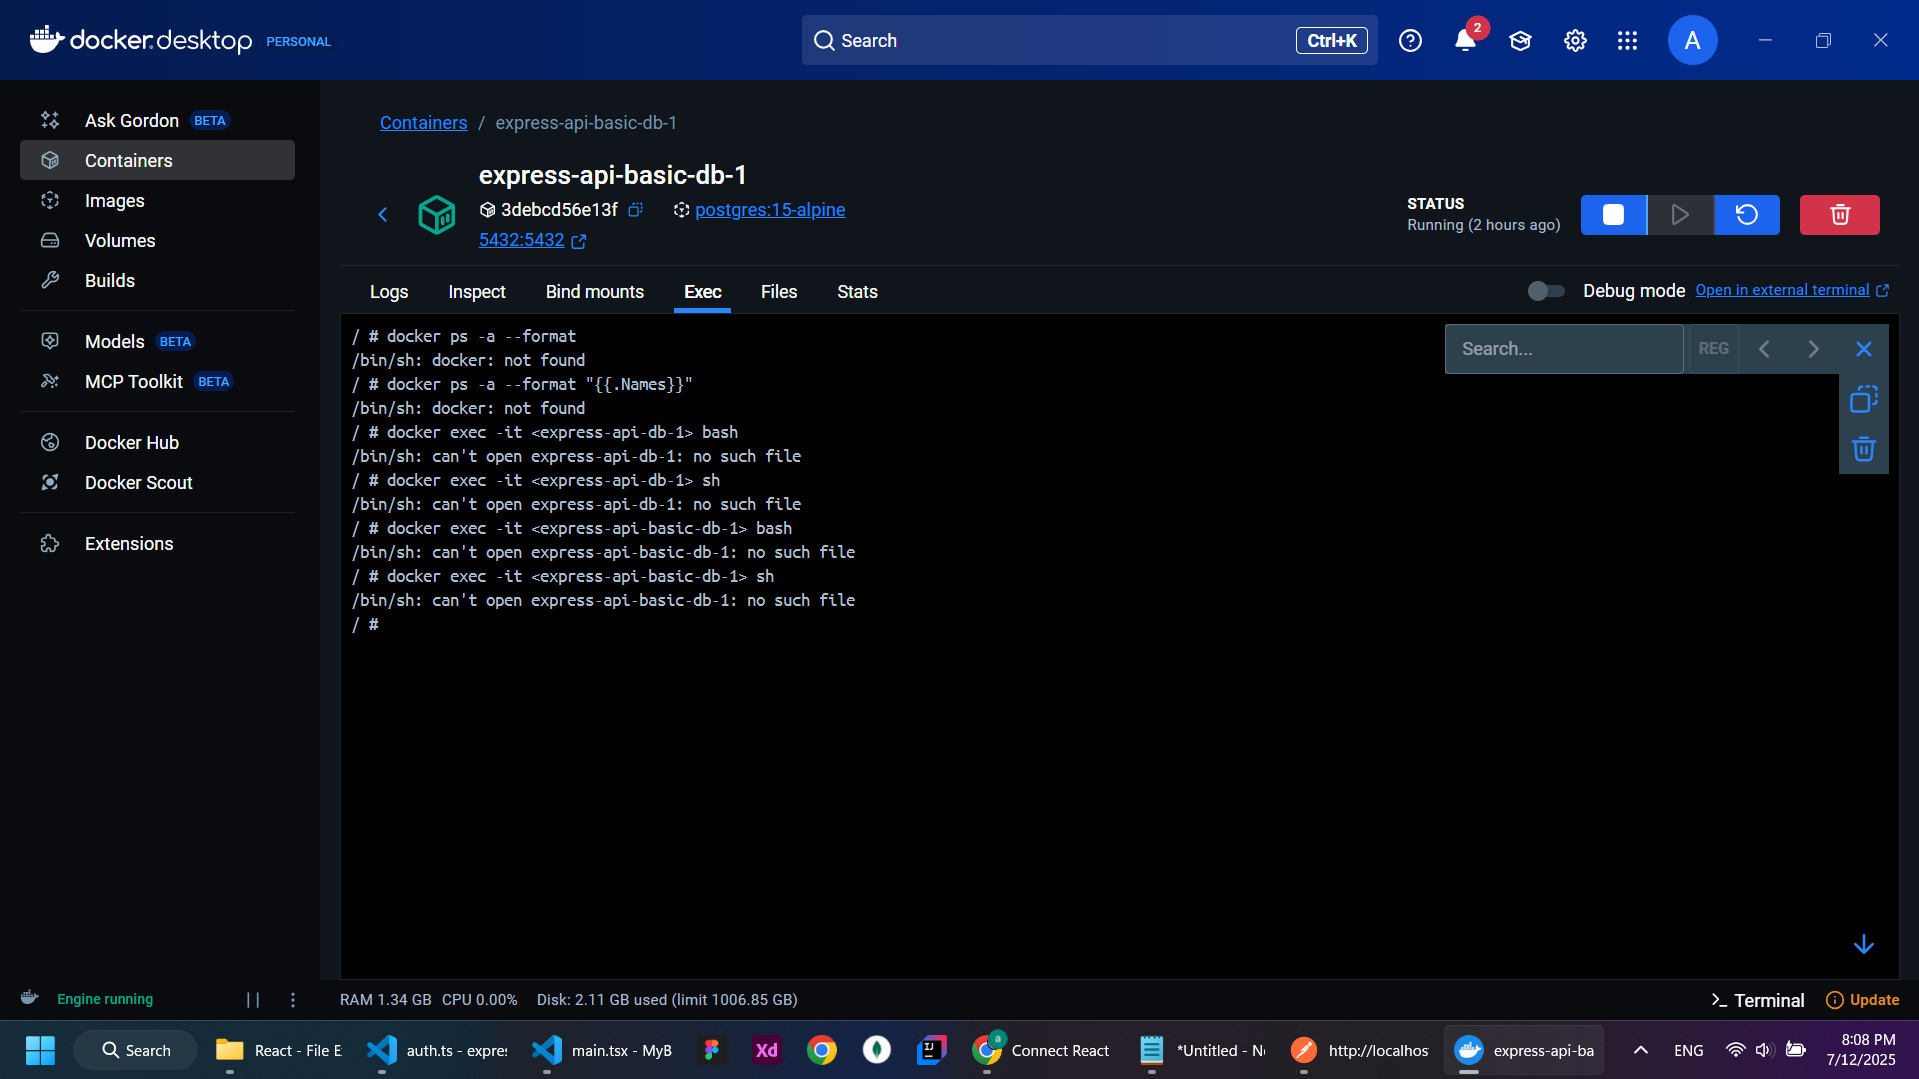 docker.desktop PERSONAL
Search Ctrl+K
2
A
Ask Gordon BETA
Containers
Images
Volumes
Builds
Models BETA
MCP Toolkit BETA
Docker Hub
Docker Scout
Extensions
Containers / express-api-basic-db-1
express-api-basic-db-1
3debcd56e13f postgres:15-alpine
5432:5432
STATUS
Running (2 hours ago)
Logs Inspect Bind mounts Exec Files Stats
Debug mode Open in external terminal
Search... REG
/ # docker ps -a --format
/bin/sh: docker: not found
/ # docker ps -a --format "{{.Names}}"
/bin/sh: docker: not found
/ # docker exec -it <express-api-db-1> bash
/bin/sh: can't open express-api-db-1: no such file
/ # docker exec -it <express-api-db-1> sh
/bin/sh: can't open express-api-db-1: no such file
/ # docker exec -it <express-api-basic-db-1> bash
/bin/sh: can't open express-api-basic-db-1: no such file
/ # docker exec -it <express-api-basic-db-1> sh
/bin/sh: can't open express-api-basic-db-1: no such file
/ #
Engine running
RAM 1.34 GB CPU 0.00% Disk: 2.11 GB used (limit 1006.85 GB)
>_ Terminal Update
Search
React - File E
auth.ts - expres
main.tsx - MyB
Xd
IJ
a
Connect React
*Untitled - No
http://localhos
express-api-ba
ENG
8:08 PM
7/12/2025